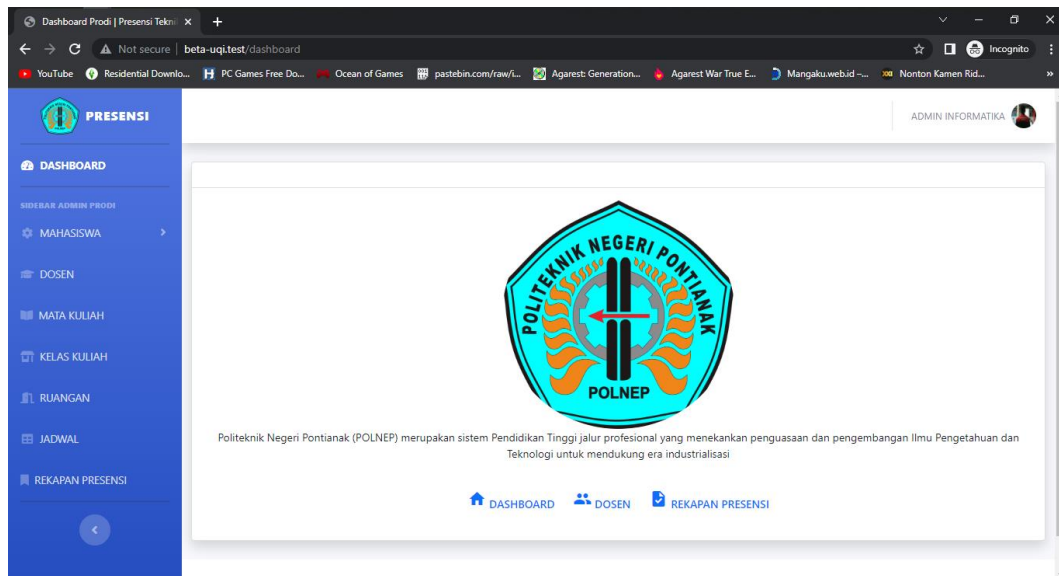 Dashboard Prodi | Presensi Tekni
Not secure | beta-uqi.test/dashboard
Incognito
YouTube Residential Downlo... PC Games Free Do... Ocean of Games pastebin.com/raw/i... Agarest: Generation... Agarest War True E... Mangaku.web.id –... Nonton Kamen Rid... »
PRESENSI
ADMIN INFORMATIKA
DASHBOARD
SIDEBAR ADMIN PRODI
MAHASISWA
DOSEN
MATA KULIAH
KELAS KULIAH
RUANGAN
JADWAL
REKAPAN PRESENSI
POLITEKNIK NEGERI PONTIANAK
POLNEP
Politeknik Negeri Pontianak (POLNEP) merupakan sistem Pendidikan Tinggi jalur profesional yang menekankan penguasaan dan pengembangan Ilmu Pengetahuan dan
Teknologi untuk mendukung era industrialisasi
DASHBOARD DOSEN REKAPAN PRESENSI